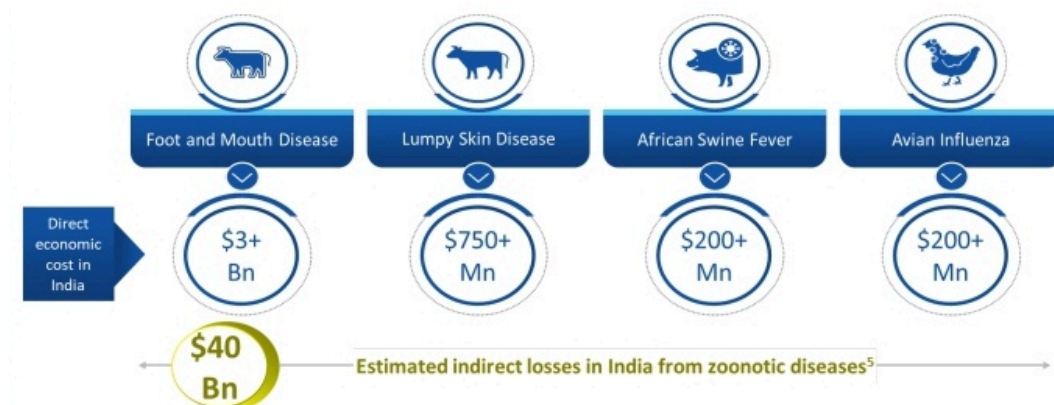 Foot and Mouth Disease
Lumpy Skin Disease
African Swine Fever
Avian Influenza
Direct
economic
cost in
India
$3+
Bn
$750+
Mn
$200+
Mn
$200+
Mn
$40
Bn
Estimated indirect losses in India from zoonotic diseases⁵